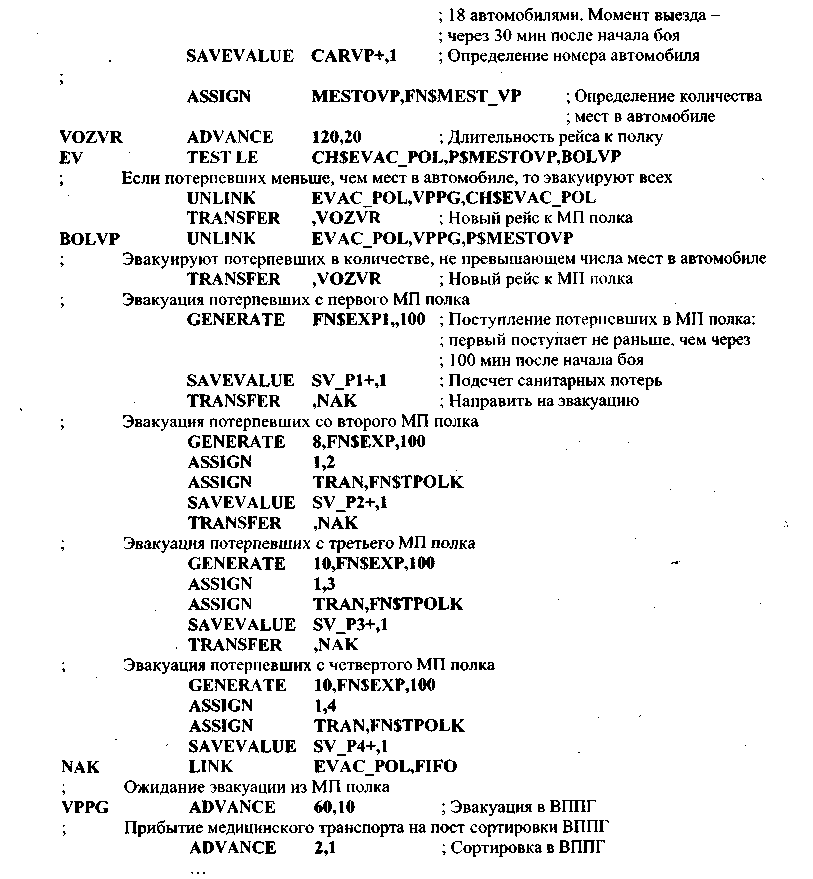 ; 18 автомобилями. Момент выезда –
; через 30 мин после начала боя
SAVEVALUE CARVP+,1 ; Определение номера автомобиля
;
ASSIGN MESTOVP,FN$MEST_VP ; Определение количества
; мест в автомобиле
VOZVR ADVANCE 120,20 ; Длительность рейса к полку
EV TEST LE CH$EVAC_POL,P$MESTOVP,BOLVP
; Если потерпевших меньше, чем мест в автомобиле, то эвакуируют всех
UNLINK EVAC_POL,VPPG,CH$EVAC_POL
TRANSFER ,VOZVR ; Новый рейс к МП полка
BOLVP UNLINK EVAC_POL,VPPG,P$MESTOVP
; Эвакуируют потерпевших в количестве, не превышающем числа мест в автомобиле
TRANSFER ,VOZVR ; Новый рейс к МП полка
; Эвакуация потерпевших с первого МП полка
GENERATE FN$EXP1,,100 ; Поступление потерпевших в МП полка:
; первый поступает не раньше, чем через
; 100 мин после начала боя
SAVEVALUE SV_P1+,1 ; Подсчет санитарных потерь
TRANSFER ,NAK ; Направить на эвакуацию
; Эвакуация потерпевших со второго МП полка
GENERATE 8,FN$EXP,100
ASSIGN 1,2
ASSIGN TRAN,FN$TPOLK
SAVEVALUE SV_P2+,1
TRANSFER ,NAK
; Эвакуация потерпевших с третьего МП полка
GENERATE 10,FN$EXP,100
ASSIGN 1,3
ASSIGN TRAN,FN$TPOLK
SAVEVALUE SV_P3+,1
TRANSFER ,NAK
; Эвакуация потерпевших с четвертого МП полка
GENERATE 10,FN$EXP,100
ASSIGN 1,4
ASSIGN TRAN,FN$TPOLK
SAVEVALUE SV_P4+,1
NAK LINK EVAC_POL,FIFO
; Ожидание эвакуации из МП полка
VPPG ADVANCE 60,10 ; Эвакуация в ВППГ
; Прибытие медицинского транспорта на пост сортировки ВППГ
ADVANCE 2,1 ; Сортировка в ВППГ
...